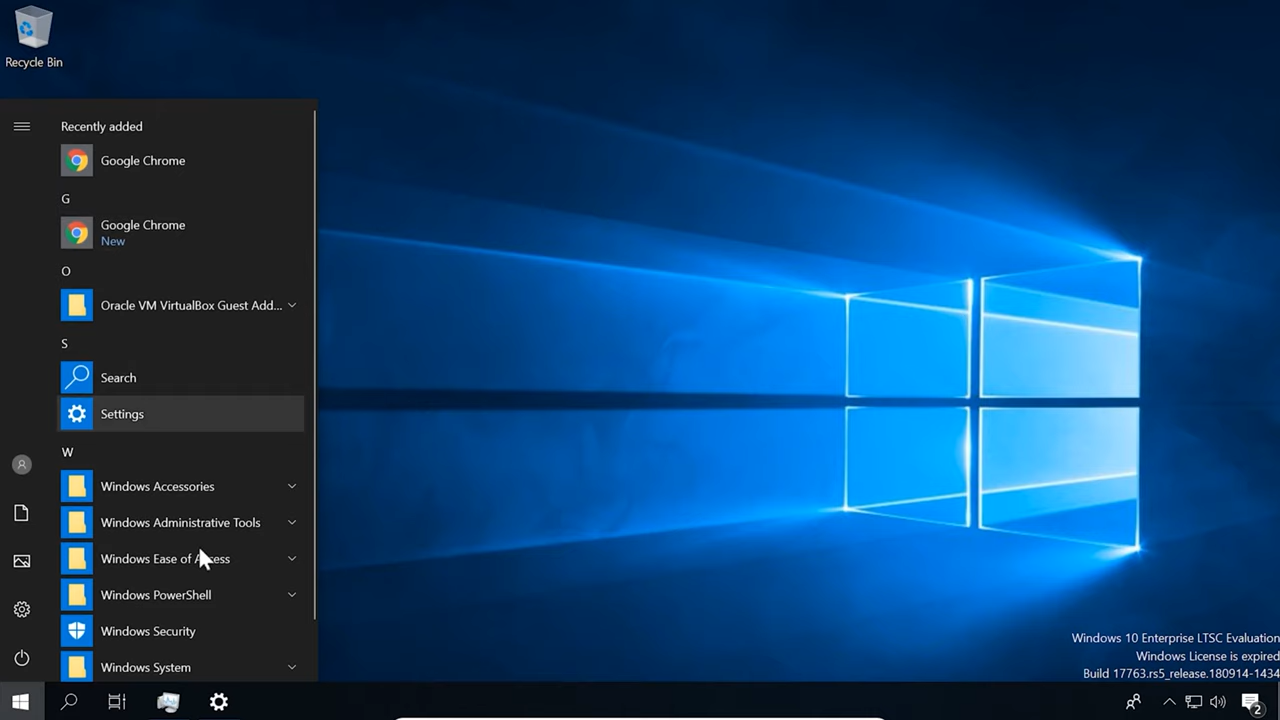 Recycle Bin
Recently added
Google Chrome
G
Google Chrome
New
O
Oracle VM VirtualBox Guest Add...
S
Search
Settings
W
Windows Accessories
Windows Administrative Tools
Windows Ease of Access
Windows PowerShell
Windows Security
Windows System
Windows 10 Enterprise LTSC Evaluation
Windows License is expired
Build 17763.rs5_release.180914-1434
2